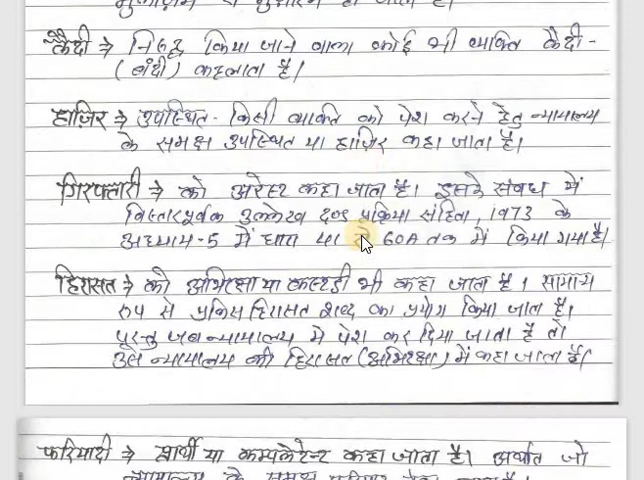 कैदी ⇒ निरुद्ध किया जाने वाला कोई भी व्यक्ति कैदी -
(बंदी) कहलाता है।
हाज़िर ⇒ उपस्थित - किसी व्यक्ति को पेश करने हेतु न्यायालय
के समक्ष उपस्थित या हाज़िर कहा जाता है।
गिरफ्तारी ⇒ को अरेस्ट कहा जाता है। इसके संबंध में
विस्तारपूर्वक उल्लेख दण्ड प्रक्रिया संहिता, 1973 के
अध्याय-5 में धारा 41 से 60A तक में किया गया है।
हिरासत ⇒ को अभिरक्षा या कस्टडी भी कहा जाता है। सामान्य
रूप से पुलिस हिरासत शब्द का प्रयोग किया जाता है।
परन्तु जब न्यायालय में पेश कर दिया जाता है तो
उसे न्यायालय की हिरासत (अभिरक्षा) में कहा जाता है।
फरियादी ⇒ प्रार्थी या कम्पलेंटेन्ट कहा जाता है। अर्थात जो